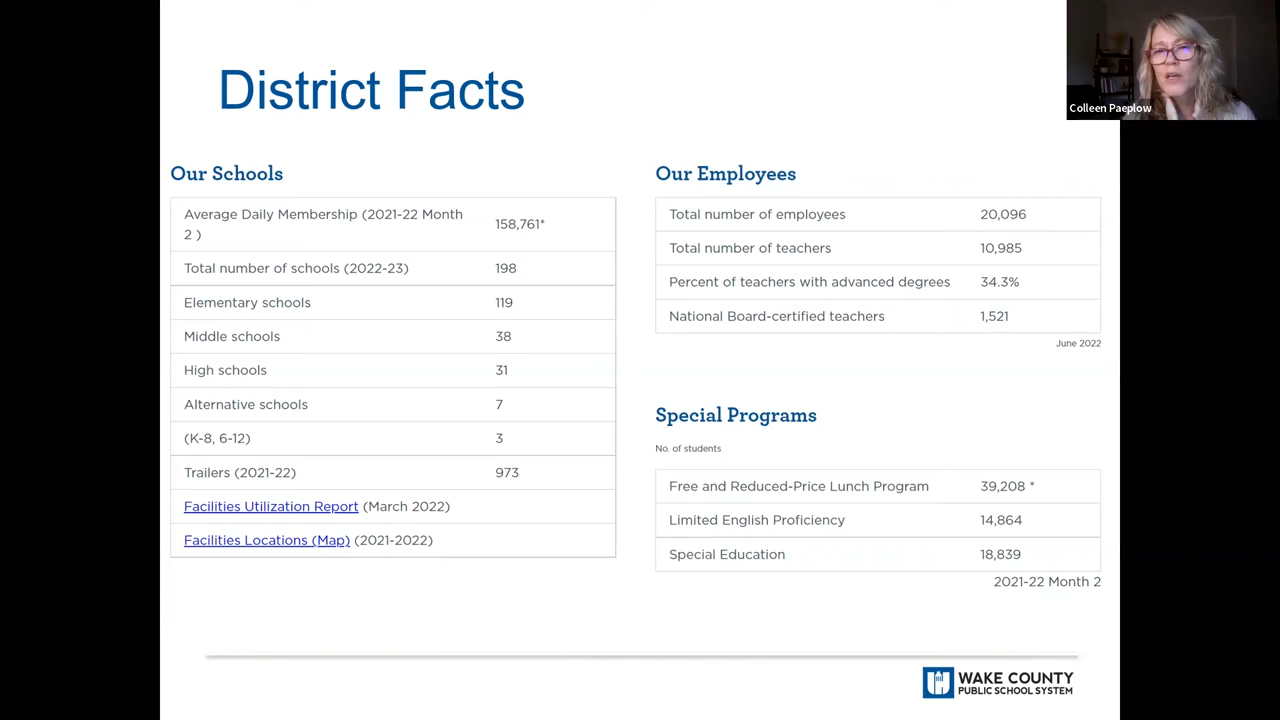 District Facts
Colleen Paeplow
Our Schools
Average Daily Membership (2021-22 Month
2 )
158,761*
Total number of schools (2022-23) 198
Elementary schools 119
Middle schools 38
High schools 31
Alternative schools 7
(K-8, 6-12) 3
Trailers (2021-22) 973
Facilities Utilization Report (March 2022)
Facilities Locations (Map) (2021-2022)
Our Employees
Total number of employees 20,096
Total number of teachers 10,985
Percent of teachers with advanced degrees 34.3%
National Board-certified teachers 1,521
June 2022
Special Programs
No. of students
Free and Reduced-Price Lunch Program 39,208 *
Limited English Proficiency 14,864
Special Education 18,839
2021-22 Month 2
WAKE COUNTY
PUBLIC SCHOOL SYSTEM